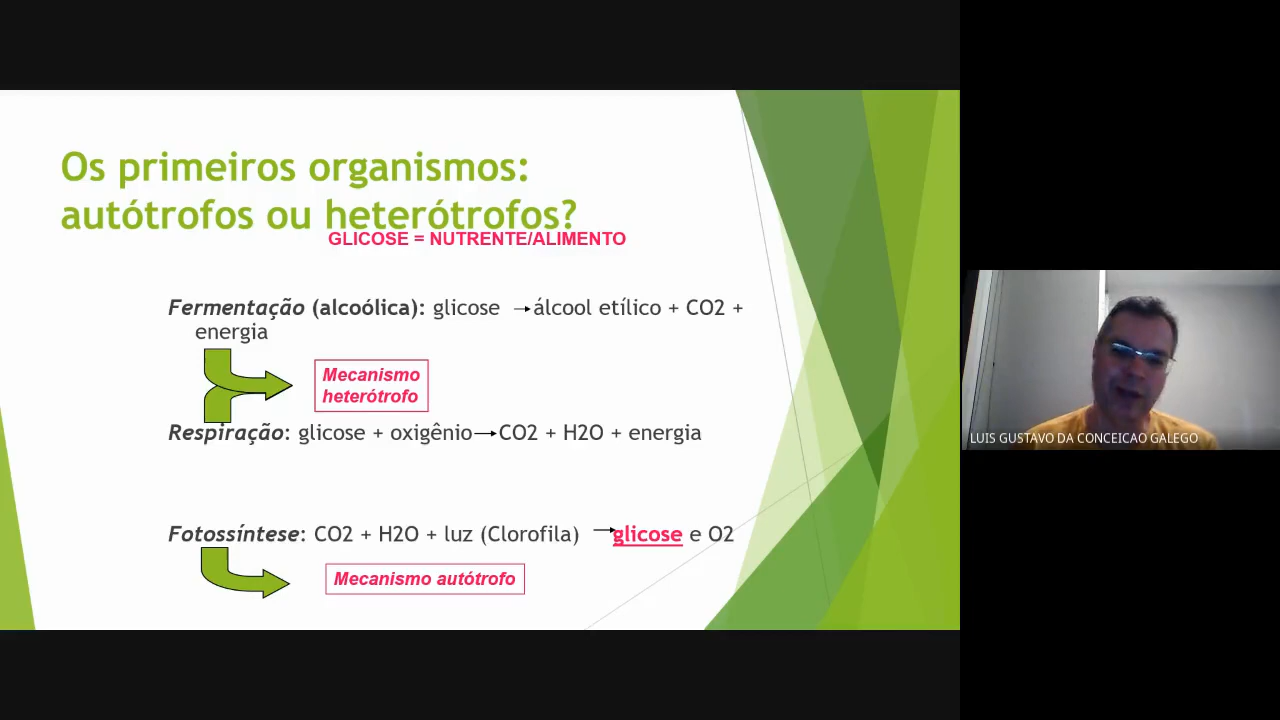 Os primeiros organismos:
autótrofos ou heterótrofos?
GLICOSE = NUTRENTE/ALIMENTO
Fermentação (alcoólica): glicose → álcool etílico + CO2 +
energia
Mecanismo
heterótrofo
Respiração: glicose + oxigênio→CO2 + H2O + energia
Fotossíntese: CO2 + H2O + luz (Clorofila) →glicose e O2
Mecanismo autótrofo
LUIS GUSTAVO DA CONCEICAO GALEGO